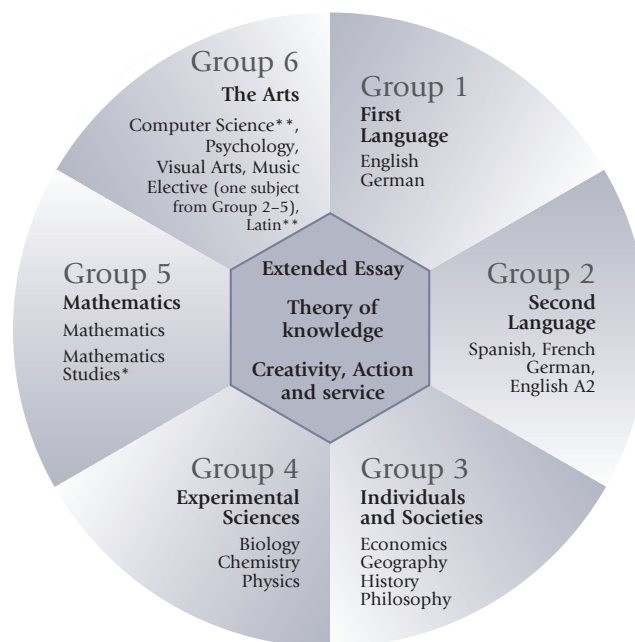 Group 1
First
Language
English
German
Group 2
Second
Language
Spanish, French
German,
English A2
Group 3
Individuals
and Societies
Economics
Geography
History
Philosophy
Group 4
Experimental
Sciences
Biology
Chemistry
Physics
Group 5
Mathematics
Mathematics
Mathematics
Studies*
Group 6
The Arts
Computer Science**,
Psychology,
Visual Arts, Music
Elective (one subject
from Group 2–5),
Latin**
Extended Essay
Theory of
knowledge
Creativity, Action
and service